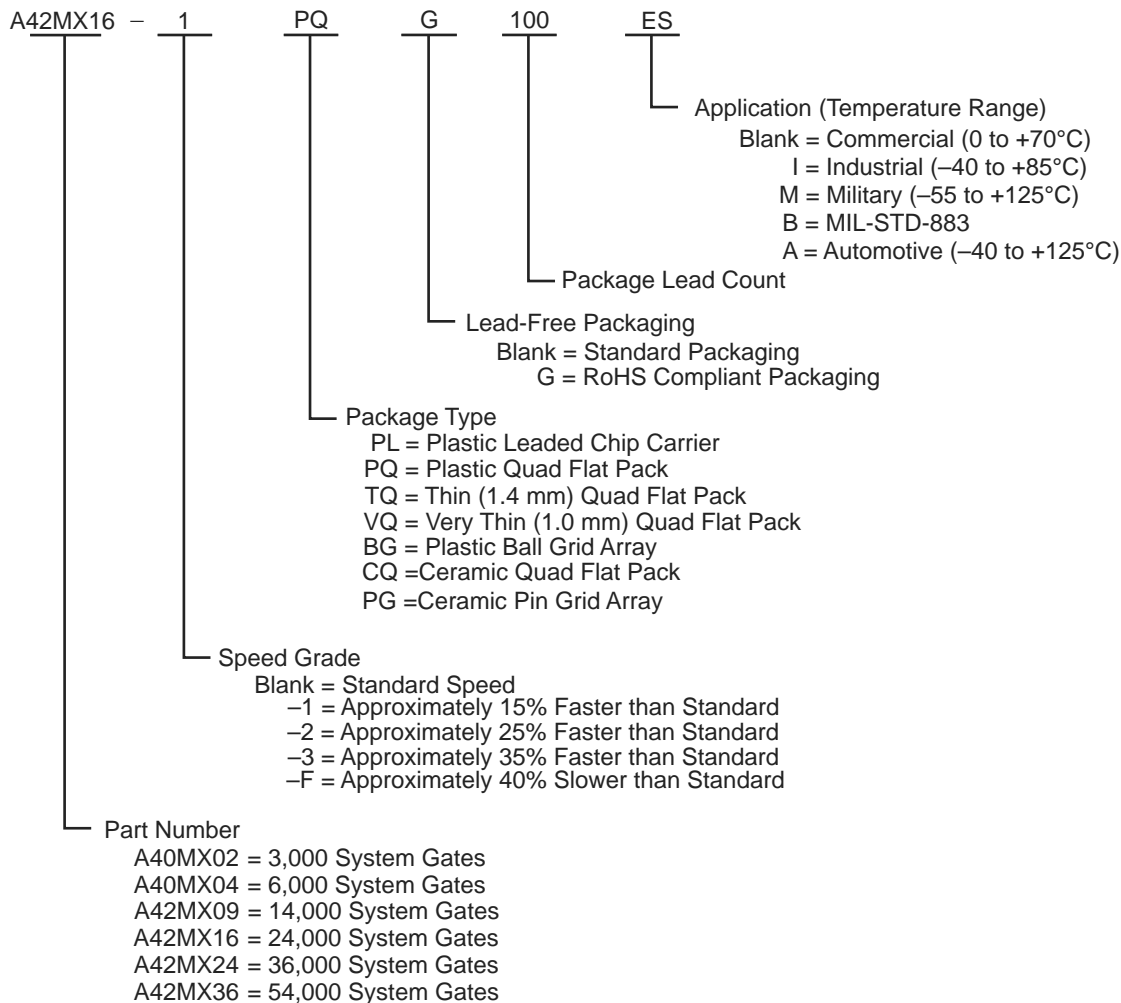 A42MX16 – 1 PQ G 100 ES
Application (Temperature Range)
Blank = Commercial (0 to +70°C)
I = Industrial (–40 to +85°C)
M = Military (–55 to +125°C)
B = MIL-STD-883
A = Automotive (–40 to +125°C)
Package Lead Count
Lead-Free Packaging
Blank = Standard Packaging
G = RoHS Compliant Packaging
Package Type
PL = Plastic Leaded Chip Carrier
PQ = Plastic Quad Flat Pack
TQ = Thin (1.4 mm) Quad Flat Pack
VQ = Very Thin (1.0 mm) Quad Flat Pack
BG = Plastic Ball Grid Array
CQ =Ceramic Quad Flat Pack
PG =Ceramic Pin Grid Array
Speed Grade
Blank = Standard Speed
–1 = Approximately 15% Faster than Standard
–2 = Approximately 25% Faster than Standard
–3 = Approximately 35% Faster than Standard
–F = Approximately 40% Slower than Standard
Part Number
A40MX02 = 3,000 System Gates
A40MX04 = 6,000 System Gates
A42MX09 = 14,000 System Gates
A42MX16 = 24,000 System Gates
A42MX24 = 36,000 System Gates
A42MX36 = 54,000 System Gates